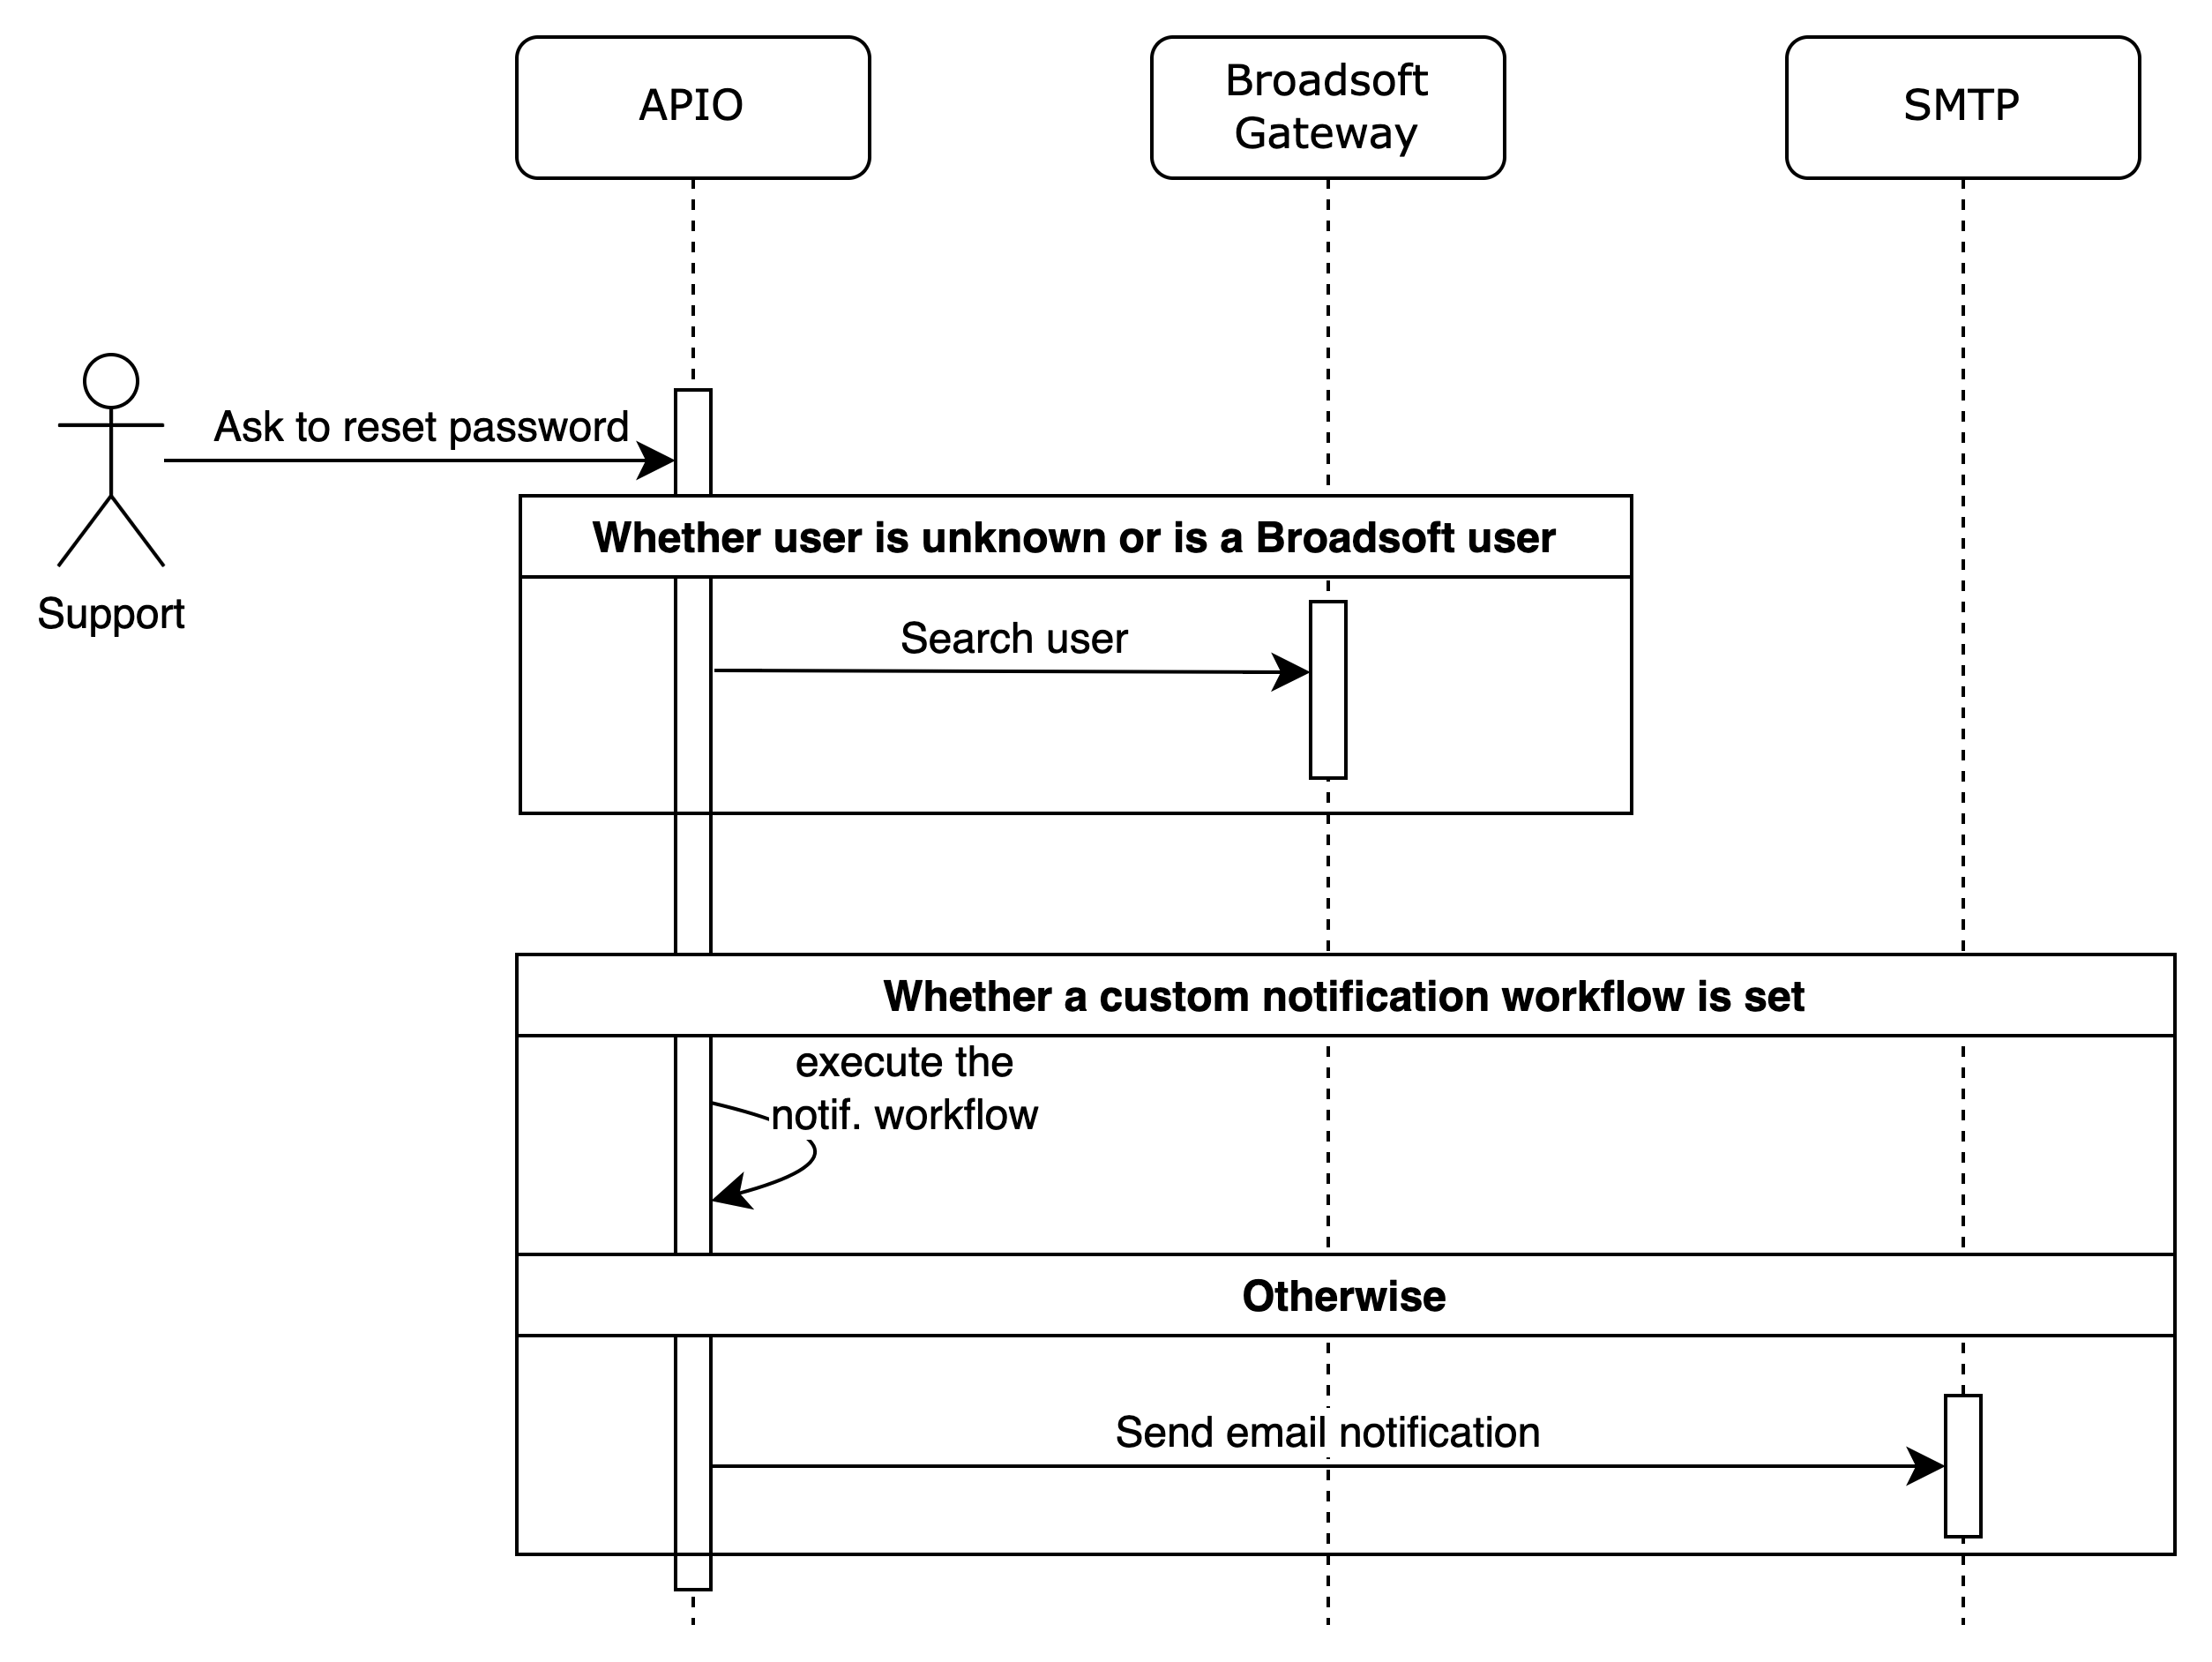 APIO
Broadsoft
Gateway
SMTP
Ask to reset password
Support
Whether user is unknown or is a Broadsoft user
Search user
Whether a custom notification workflow is set
execute the
notif. workflow
Otherwise
Send email notification